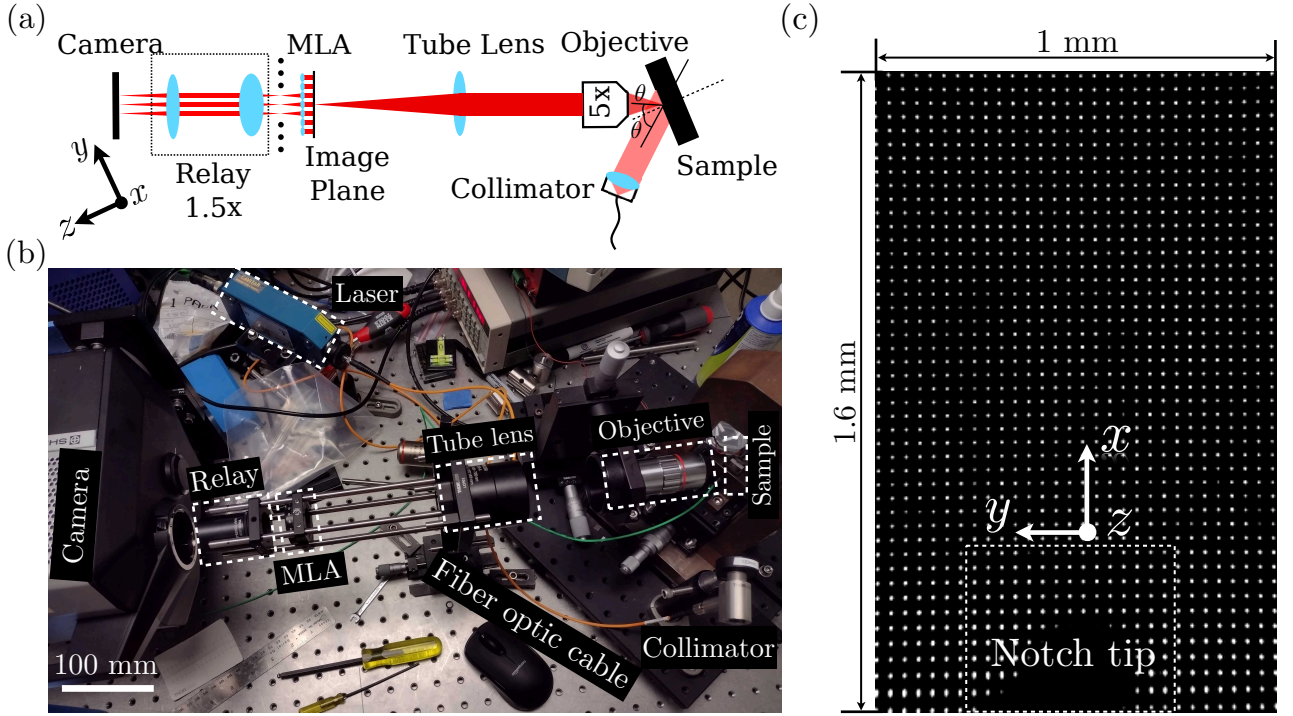 (a)
Camera
MLA
Tube Lens
Objective
5x
θ
θ
Sample
Collimator
Image
Plane
Relay
1.5x
y
x
z
(b)
Laser
Tube lens
Objective
Sample
Relay
Camera
MLA
Fiber optic cable
Collimator
100 mm
(c)
1 mm
1.6 mm
x
y
z
Notch tip